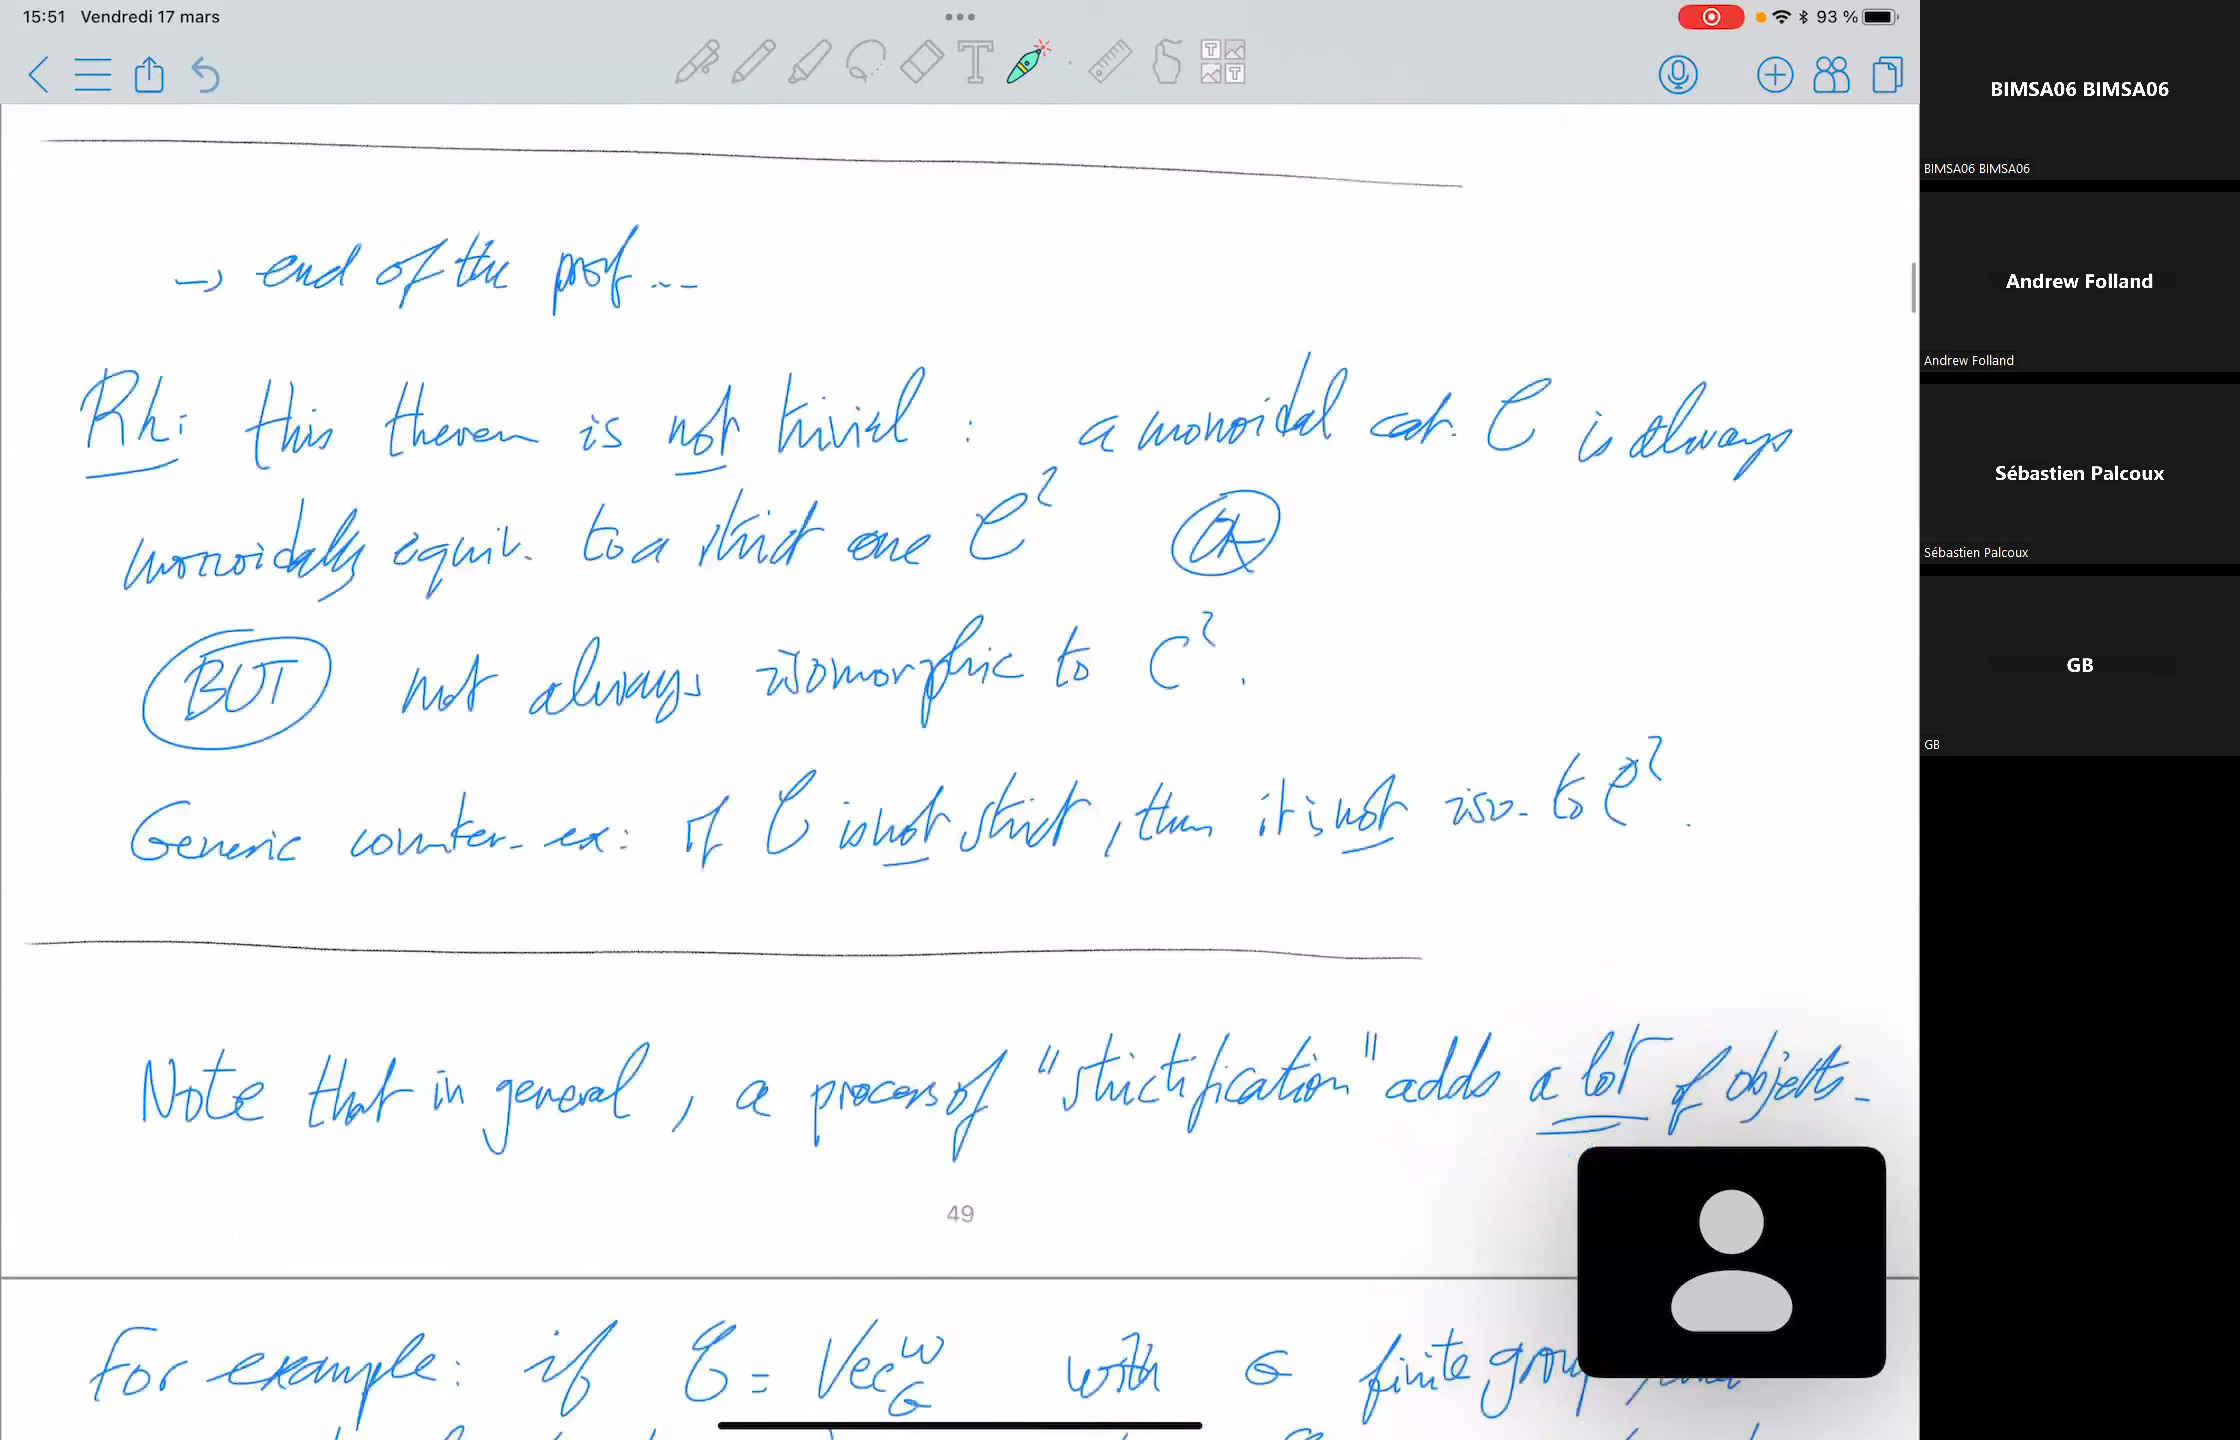 15:51 Vendredi 17 mars
93 %
→ end of the proof ...
Rk: this theorem is not trivial : a monoidal cat. C is always
monoidally equiv. to a strict one C² OK
BUT not always isomorphic to C².
Generic counter-ex: if C is not strict, then it is not iso. to C².
Note that in general, a process of "strictification" adds a lot of objects.
49
For example: if C = Vec_G^ω with G finite group,
BIMSA06 BIMSA06
BIMSA06 BIMSA06
Andrew Folland
Andrew Folland
Sébastien Palcoux
Sébastien Palcoux
GB
GB